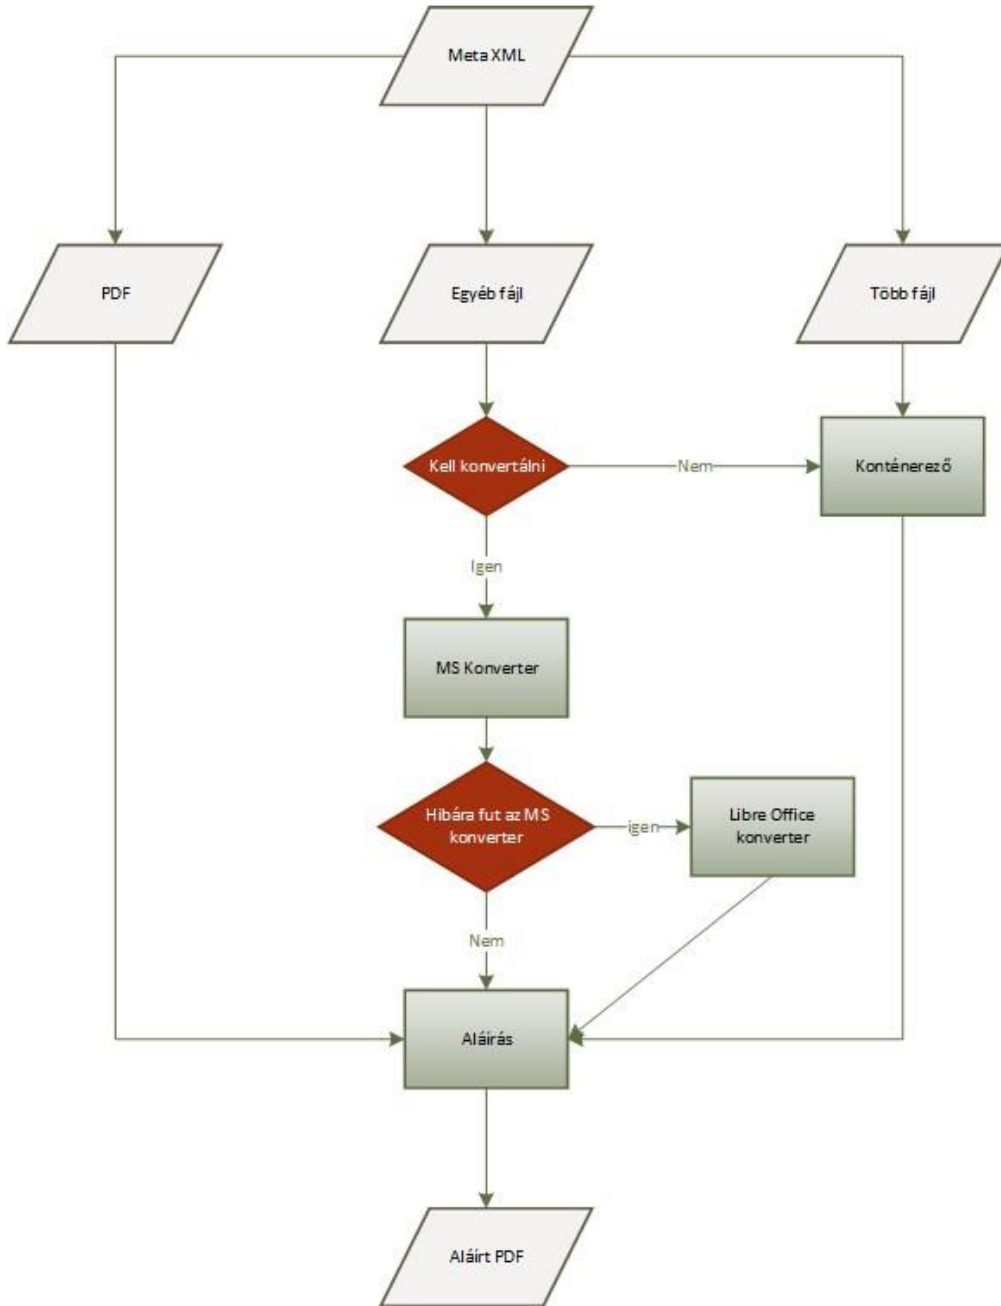 Meta XML
PDF
Egyéb fájl
Több fájl
Kell konvertálni
Nem
Konténerező
Igen
MS Konverter
Hibára fut az MS
konverter
igen
Libre Office
konverter
Nem
Aláírás
Aláírt PDF